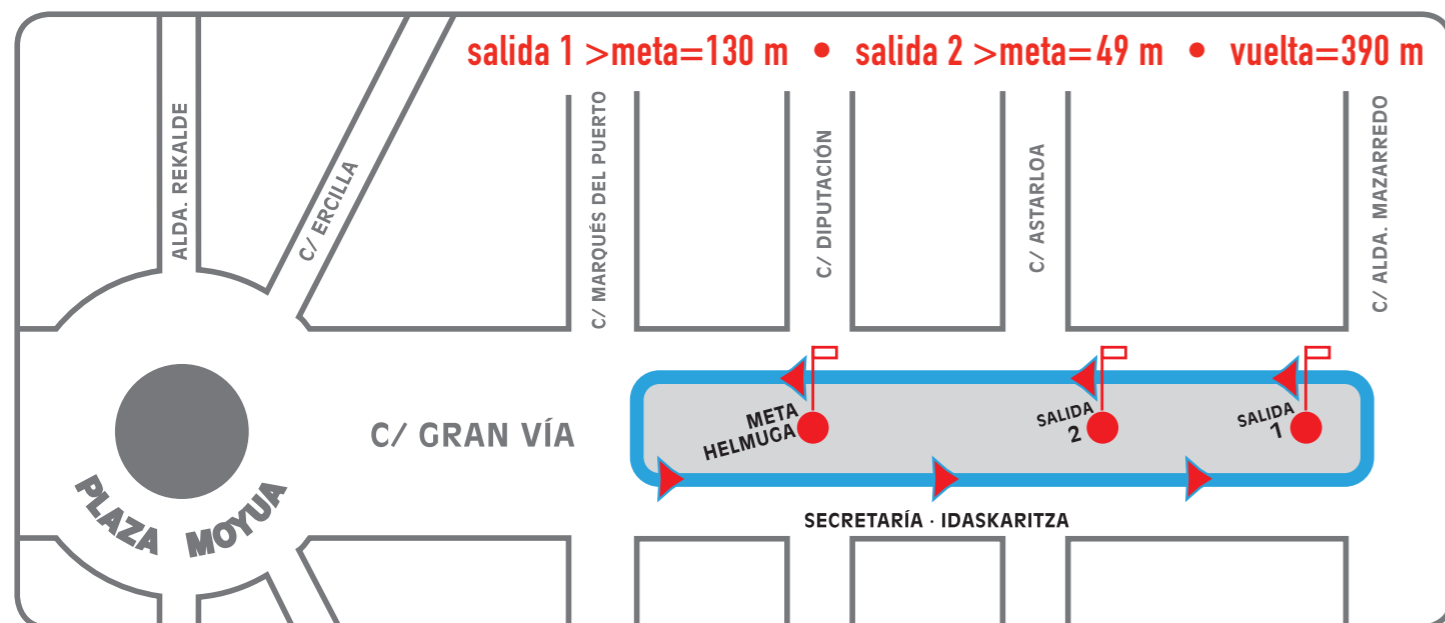 salida 1 >meta=130 m • salida 2 >meta=49 m • vuelta=390 m
ALDA. REKALDE
C/ ERCILLA
C/ MARQUÉS DEL PUERTO
C/ DIPUTACIÓN
C/ ASTARLOA
C/ ALDA. MAZARREDO
C/ GRAN VÍA
META
HELMUGA
SALIDA
2
SALIDA
1
PLAZA MOYUA
SECRETARÍA · IDASKARITZA